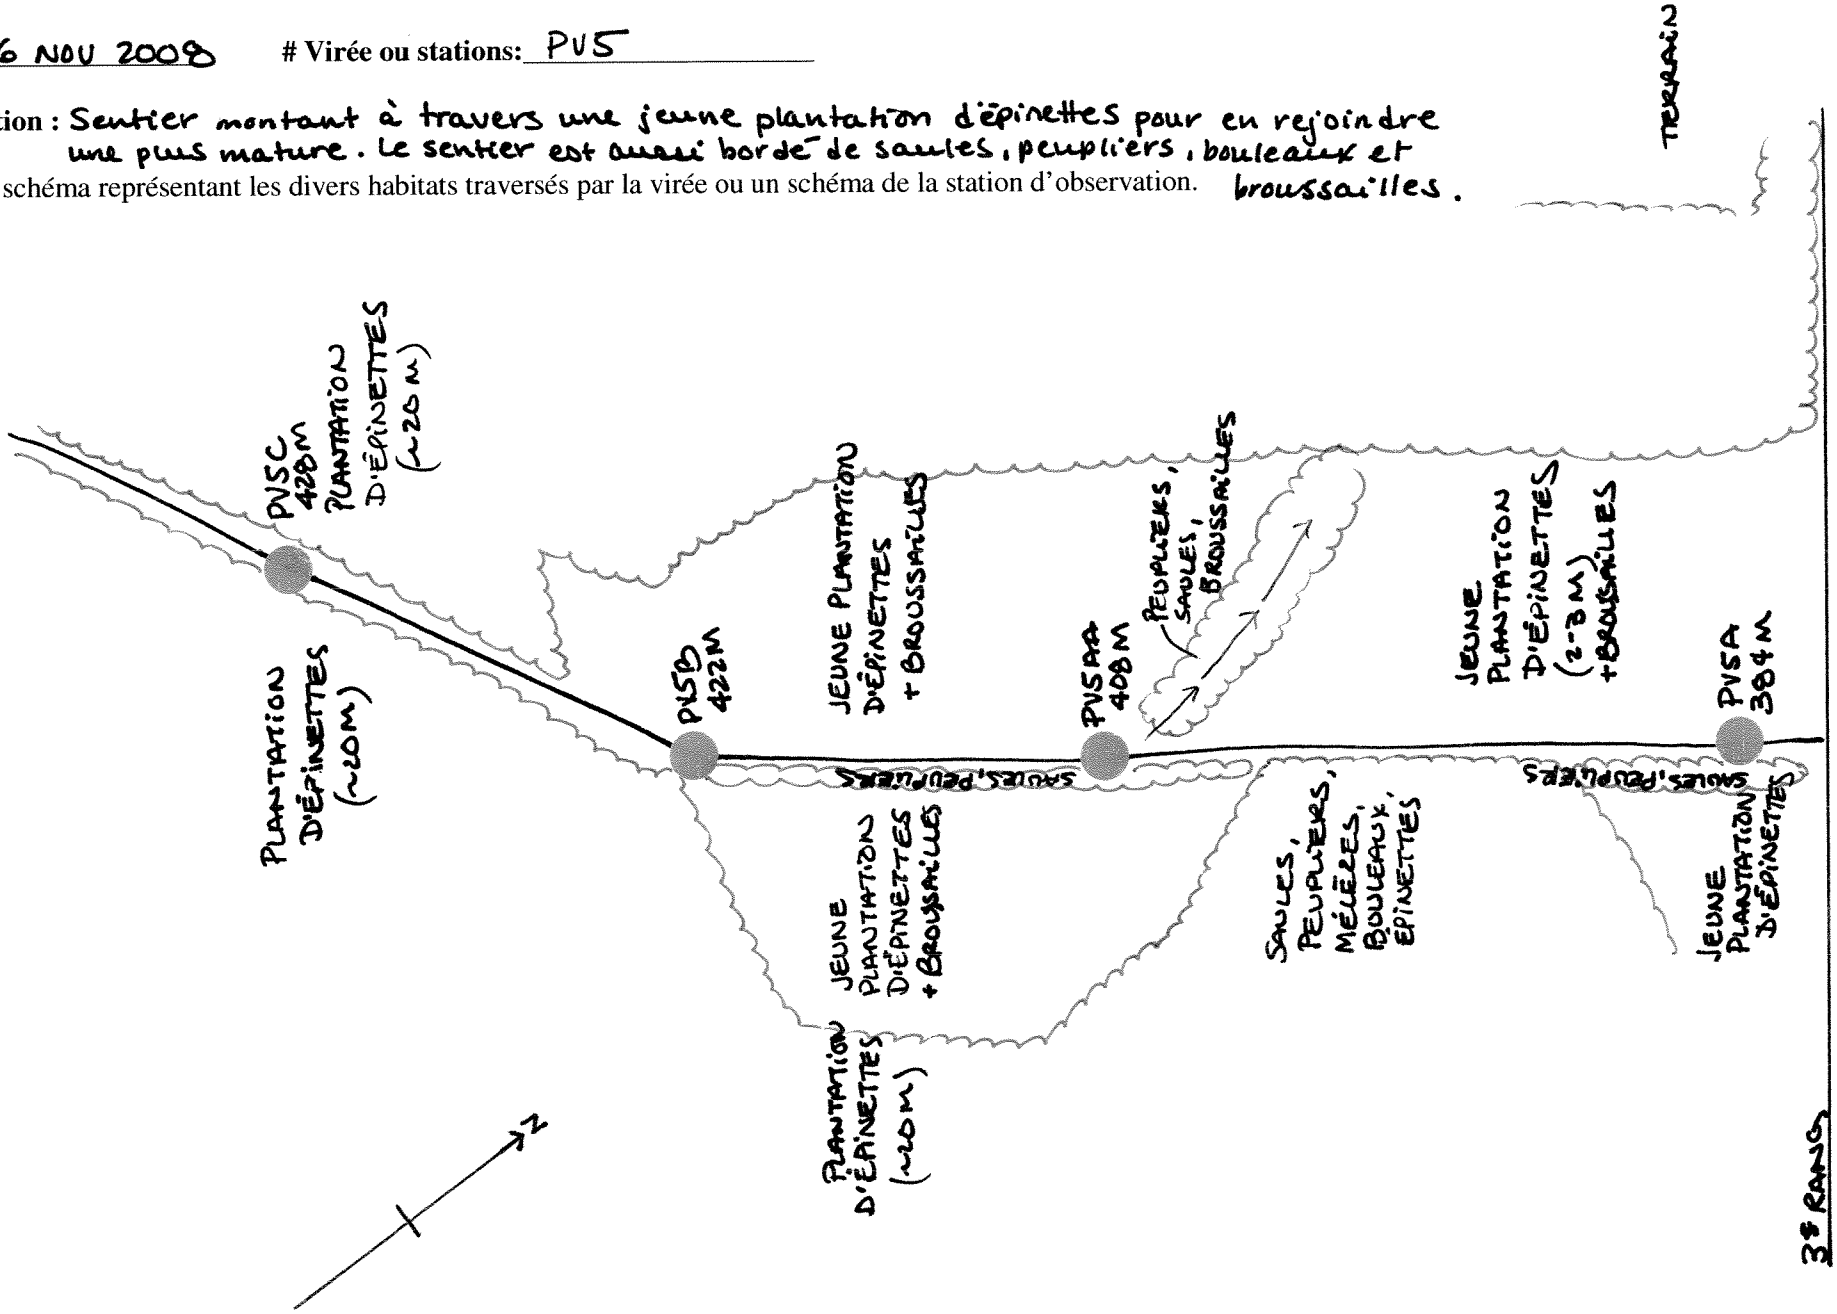 6 NOV 2008 # Virée ou stations: PV5
tion : Sentier montant à travers une jeune plantation d'épinettes pour en rejoindre
une plus mature. Le sentier est aussi bordé de saules, peupliers, bouleaux et
schéma représentant les divers habitats traversés par la virée ou un schéma de la station d'observation. broussailles.
TERRAIN
PV5C
428M
PLANTATION
D'ÉPINETTES
(~20 M)
PLANTATION
D'ÉPINETTES
(~20M)
PV5B
422M
JEUNE PLANTATION
D'ÉPINETTES
+ BROUSSAILLES
PV5AA
408M
PEUPLIERS,
SAULES,
BROUSSAILLES
JEUNE
PLANTATION
D'ÉPINETTES
(2-3M)
+BROUSAILLES
PV5A
384M
SAULES, PEUPLIERS
SAULES, PEUPLIERS
JEUNE
PLANTATION
D'ÉPINETTES
+ BROUSAILLES
SAULES,
PEUPLIERS,
MÉLÈZES,
BOULEAUX,
ÉPINETTES
JEUNE
PLANTATION
D'ÉPINETTES
PLANTATION
D'ÉPINETTES
(~20M)
N
3e RANG